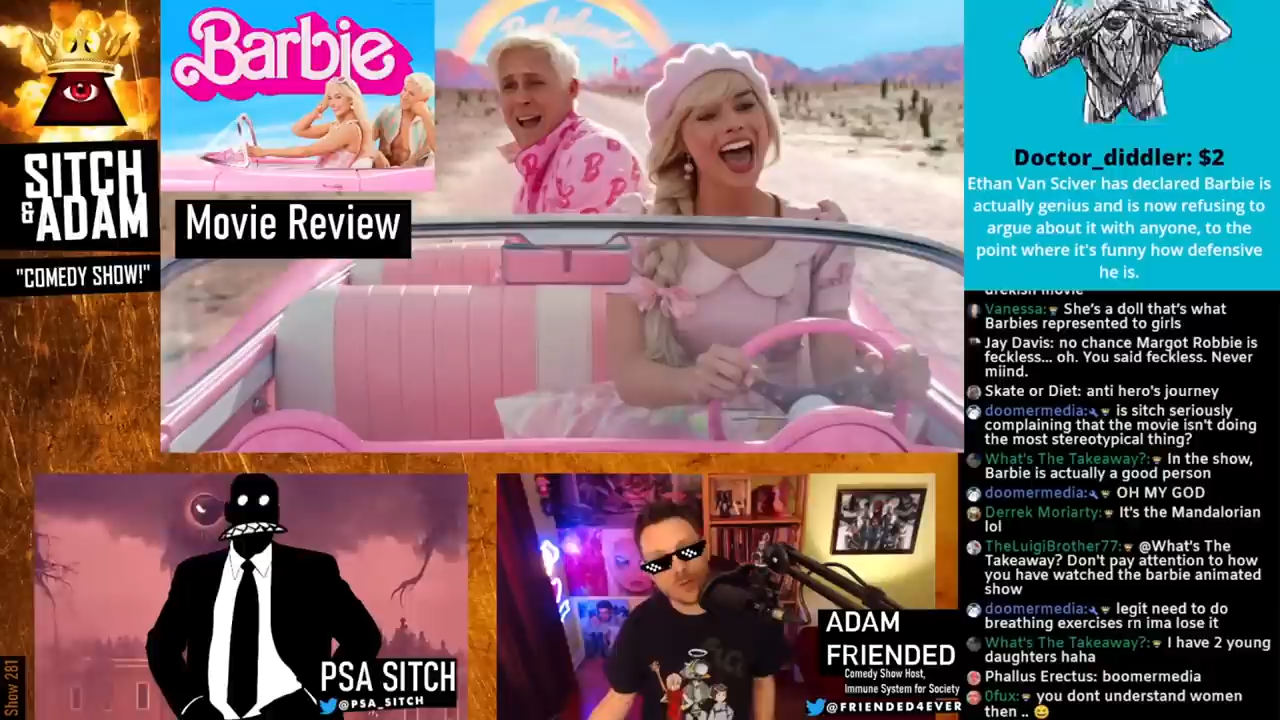 SITCH
& ADAM
"COMEDY SHOW!"
Show 281
Barbie
Movie Review
B
B
PSA SITCH
@PSA_SITCH
ADAM
FRIENDED
Comedy Show Host,
Immune System for Society
@FRIENDED4EVER
Doctor_diddler: $2
Ethan Van Sciver has declared Barbie is
actually genius and is now refusing to
argue about it with anyone, to the
point where it's funny how defensive
he is.
drekish movie
Vanessa: She's a doll that's what
Barbies represented to girls
Jay Davis: no chance Margot Robbie is
feckless... oh. You said feckless. Never
miind.
Skate or Diet: anti hero's journey
doomermedia: is sitch seriously
complaining that the movie isn't doing
the most stereotypical thing?
What's The Takeaway?: In the show,
Barbie is actually a good person
doomermedia: OH MY GOD
Derrek Moriarty: It's the Mandalorian
lol
TheLuigiBrother77: @What's The
Takeaway? Don't pay attention to how
you have watched the barbie animated
show
doomermedia: legit need to do
breathing exercises rn ima lose it
What's The Takeaway?: I have 2 young
daughters haha
Phallus Erectus: boomermedia
0fux: you dont understand women
then .. 😄